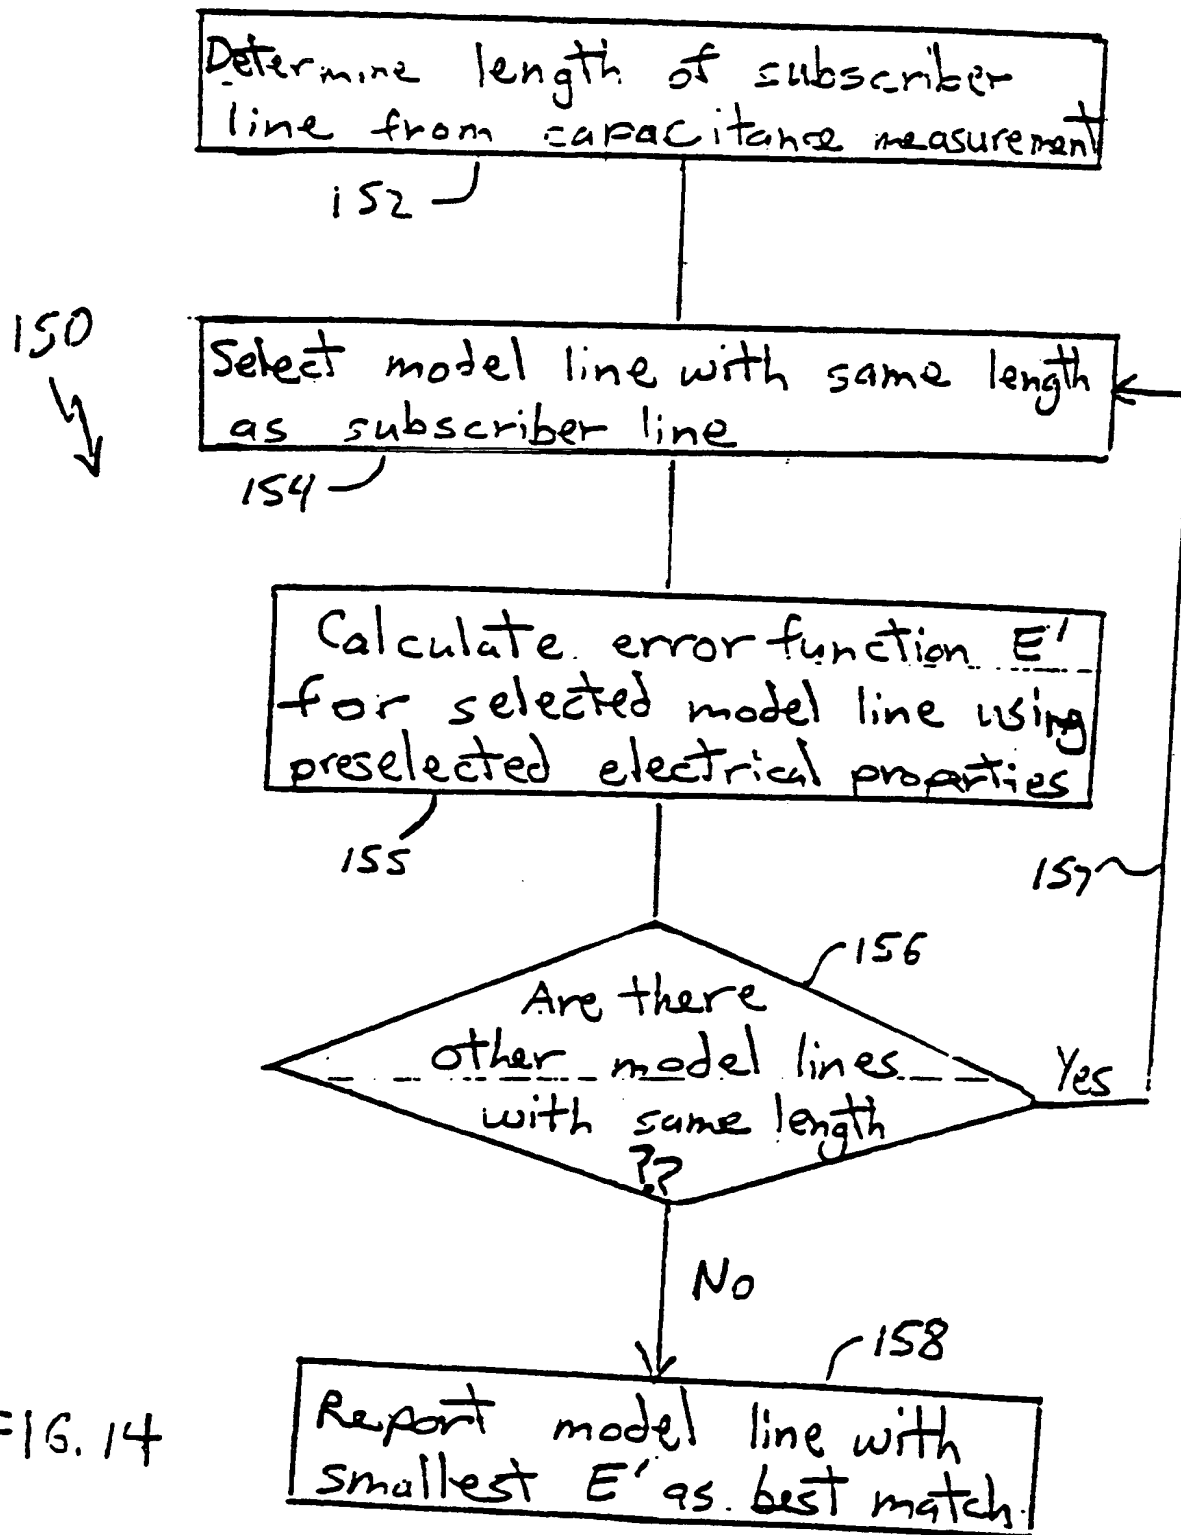 Determine length of subscriber
line from capacitance measurement
152
150
Select model line with same length
as subscriber line
154
Calculate error function E'
for selected model line using
preselected electrical properties
155
157
156
Are there
other model lines
with same length
??
Yes
No
158
Report model line with
smallest E' as best match.
FIG. 14